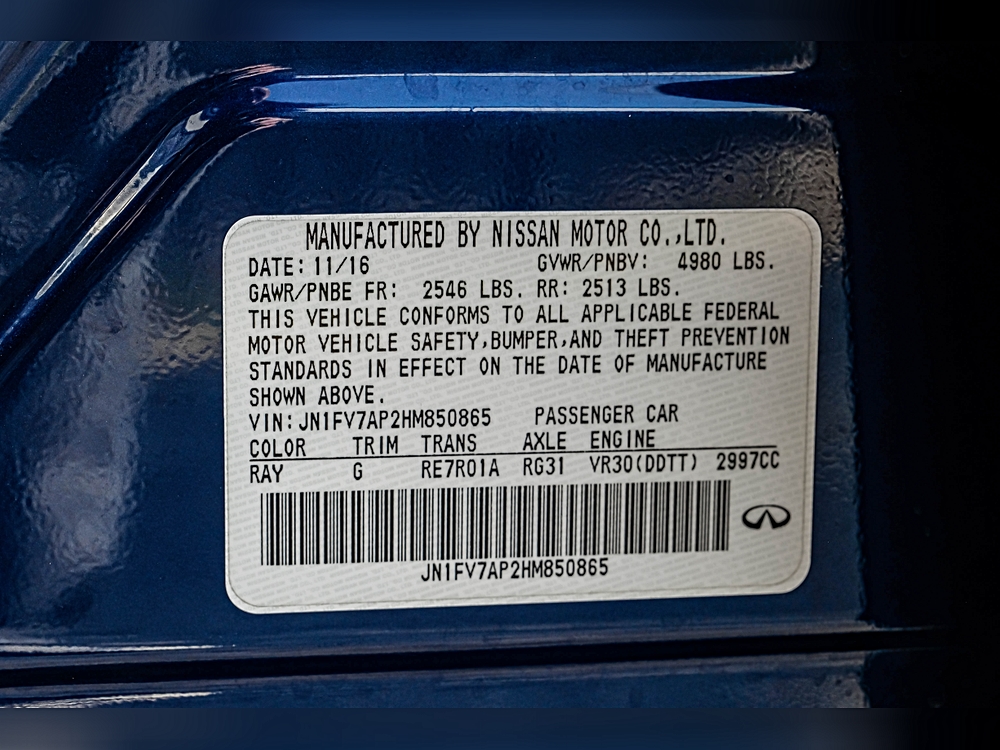 MANUFACTURED BY NISSAN MOTOR CO.,LTD.
DATE: 11/16 GVWR/PNBV: 4980 LBS.
GAWR/PNBE FR: 2546 LBS. RR: 2513 LBS.
THIS VEHICLE CONFORMS TO ALL APPLICABLE FEDERAL
MOTOR VEHICLE SAFETY,BUMPER,AND THEFT PREVENTION
STANDARDS IN EFFECT ON THE DATE OF MANUFACTURE
SHOWN ABOVE.
VIN:JN1FV7AP2HM850865 PASSENGER CAR
COLOR TRIM TRANS AXLE ENGINE
RAY G RE7R01A RG31 VR30(DDTT) 2997CC
JN1FV7AP2HM850865